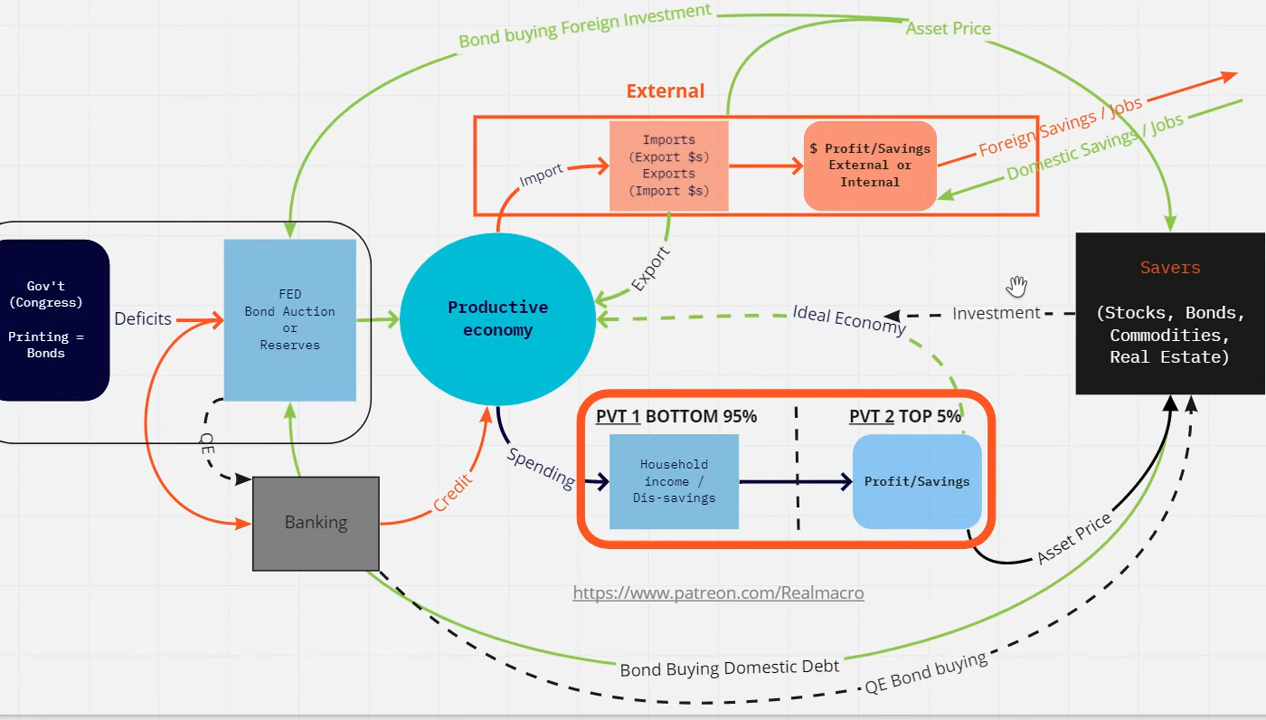 Bond buying Foreign Investment
Asset Price
External
Imports
(Export $s)
Exports
(Import $s)
$ Profit/Savings
External or
Internal
Foreign Savings / Jobs
Domestic Savings / Jobs
Import
Export
Gov't
(Congress)
Printing =
Bonds
Deficits
FED
Bond Auction
or
Reserves
Productive
economy
Ideal Economy
Investment
Savers
(Stocks, Bonds,
Commodities,
Real Estate)
QE
Banking
Credit
Spending
PVT 1 BOTTOM 95%
PVT 2 TOP 5%
Household
income /
Dis-savings
Profit/Savings
Asset Price
https://www.patreon.com/Realmacro
Bond Buying Domestic Debt
QE Bond buying